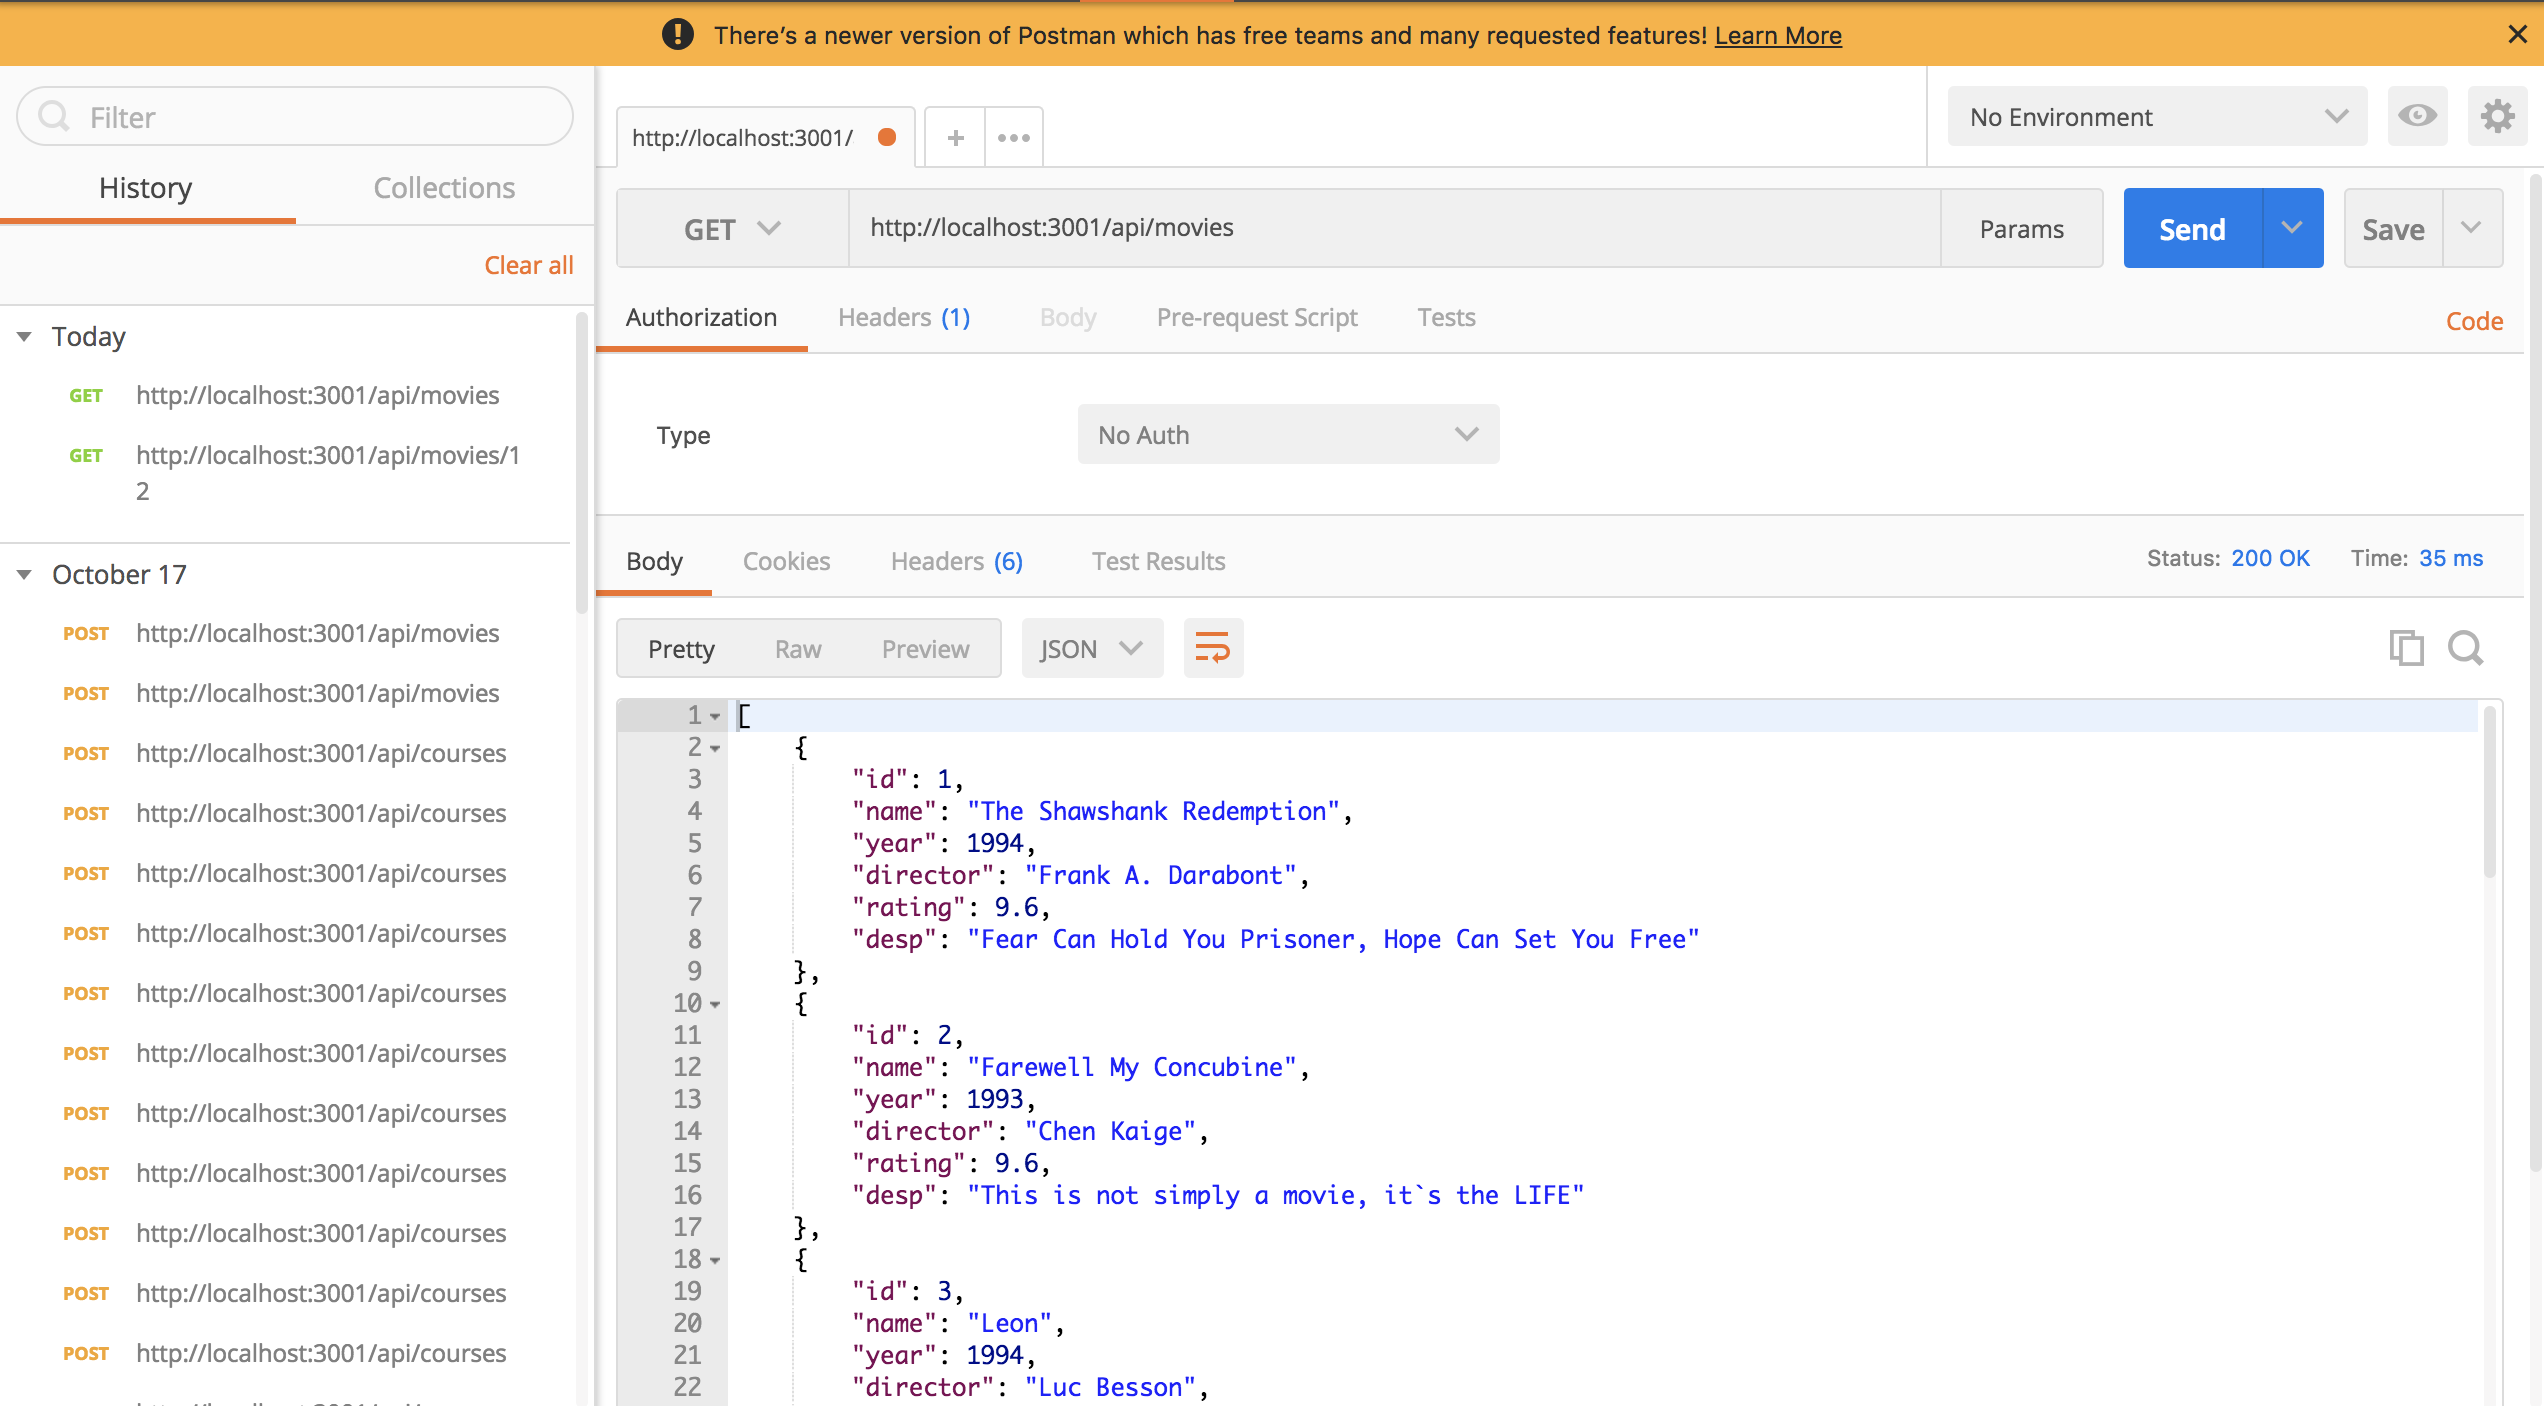 There’s a newer version of Postman which has free teams and many requested features! Learn More
Filter
History Collections
Clear all
Today
GET http://localhost:3001/api/movies
GET http://localhost:3001/api/movies/1
2
October 17
POST http://localhost:3001/api/movies
POST http://localhost:3001/api/movies
POST http://localhost:3001/api/courses
POST http://localhost:3001/api/courses
POST http://localhost:3001/api/courses
POST http://localhost:3001/api/courses
POST http://localhost:3001/api/courses
POST http://localhost:3001/api/courses
POST http://localhost:3001/api/courses
POST http://localhost:3001/api/courses
POST http://localhost:3001/api/courses
POST http://localhost:3001/api/courses
POST http://localhost:3001/api/courses
http://localhost:3001/ + •••
No Environment
GET http://localhost:3001/api/movies Params Send Save
Authorization Headers (1) Body Pre-request Script Tests Code
Type No Auth
Body Cookies Headers (6) Test Results Status: 200 OK Time: 35 ms
Pretty Raw Preview JSON
1 [
2 {
3 "id": 1,
4 "name": "The Shawshank Redemption",
5 "year": 1994,
6 "director": "Frank A. Darabont",
7 "rating": 9.6,
8 "desp": "Fear Can Hold You Prisoner, Hope Can Set You Free"
9 },
10 {
11 "id": 2,
12 "name": "Farewell My Concubine",
13 "year": 1993,
14 "director": "Chen Kaige",
15 "rating": 9.6,
16 "desp": "This is not simply a movie, it`s the LIFE"
17 },
18 {
19 "id": 3,
20 "name": "Leon",
21 "year": 1994,
22 "director": "Luc Besson",